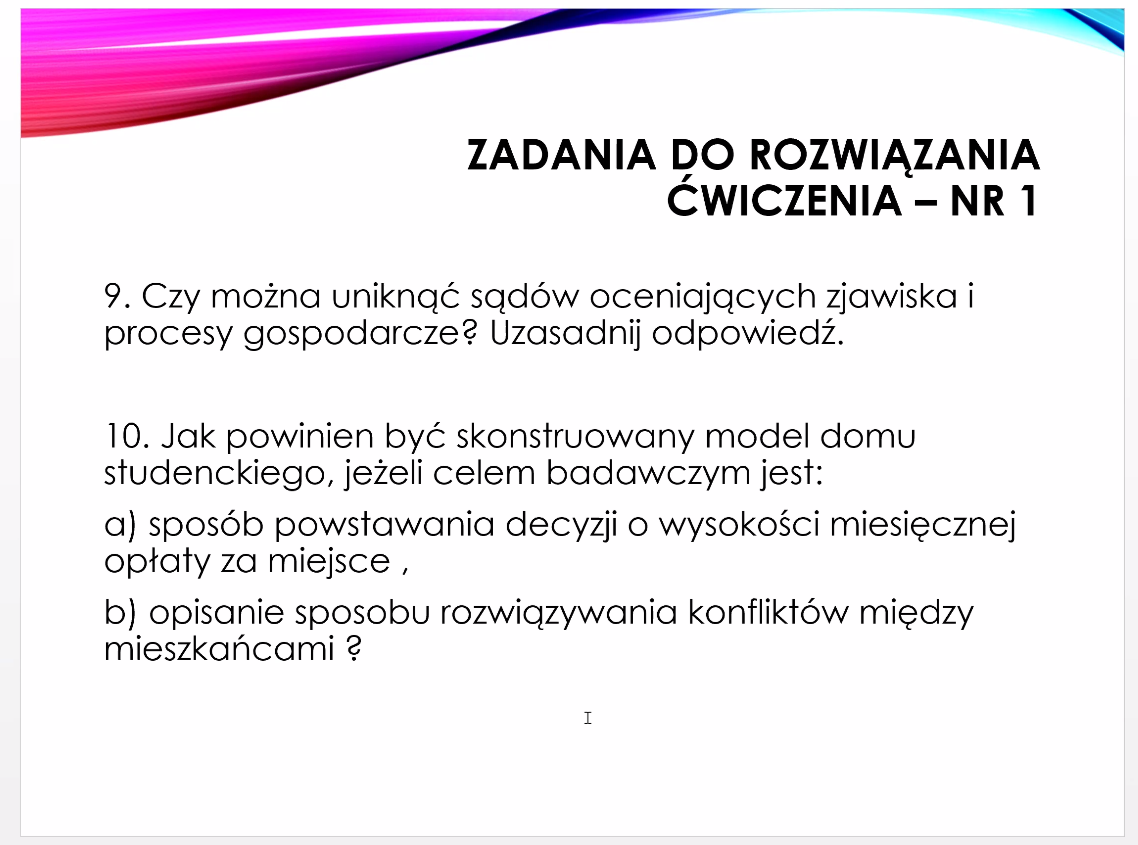 ZADANIA DO ROZWIĄZANIA
ĆWICZENIA – NR 1
9. Czy można uniknąć sądów oceniających zjawiska i
procesy gospodarcze? Uzasadnij odpowiedź.
10. Jak powinien być skonstruowany model domu
studenckiego, jeżeli celem badawczym jest:
a) sposób powstawania decyzji o wysokości miesięcznej
opłaty za miejsce ,
b) opisanie sposobu rozwiązywania konfliktów między
mieszkańcami ?